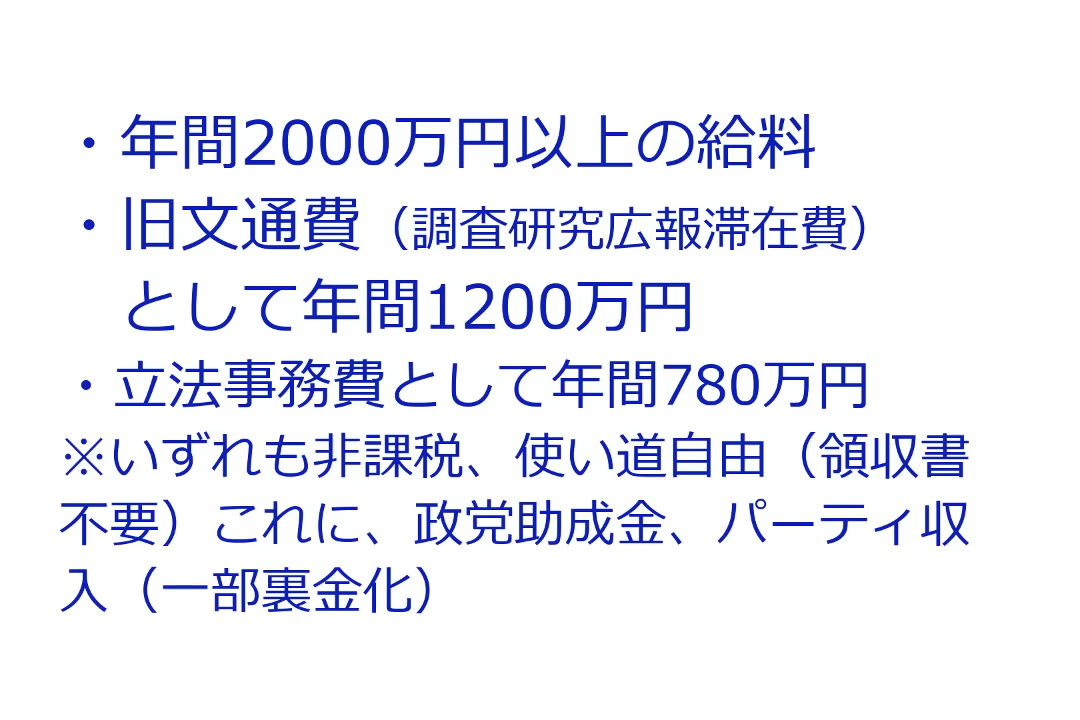 ・年間2000万円以上の給料
・旧文通費（調査研究広報滞在費）
として年間1200万円
・立法事務費として年間780万円
※いずれも非課税、使い道自由（領収書
不要）これに、政党助成金、パーティ収
入（一部裏金化）